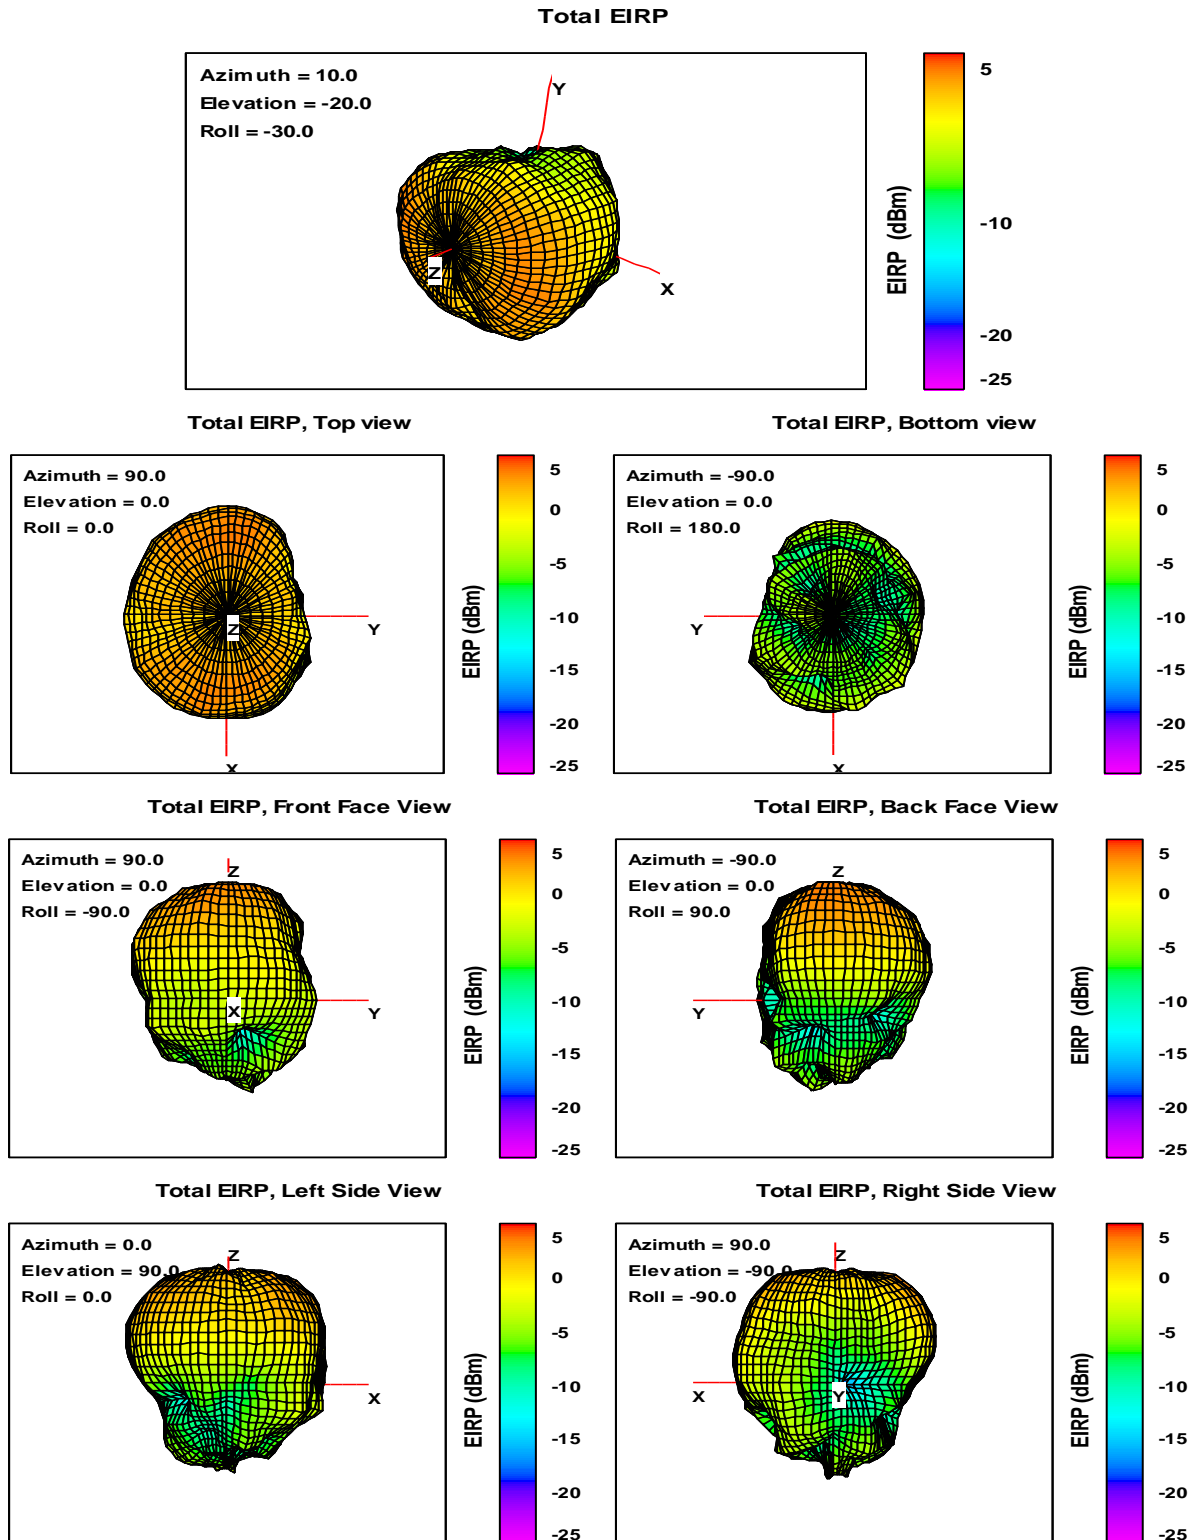 Total EIRP
Azimuth = 10.0
Elevation = -20.0
Roll = -30.0
Y
Z
X
5
-10
-20
-25
EIRP (dBm)
Total EIRP, Top view
Azimuth = 90.0
Elevation = 0.0
Roll = 0.0
Z
Y
X
5
0
-5
-10
-15
-20
-25
EIRP (dBm)
Total EIRP, Bottom view
Azimuth = -90.0
Elevation = 0.0
Roll = 180.0
Y
X
5
0
-5
-10
-15
-20
-25
EIRP (dBm)
Total EIRP, Front Face View
Azimuth = 90.0
Elevation = 0.0
Roll = -90.0
Z
X
Y
5
0
-5
-10
-15
-20
-25
EIRP (dBm)
Total EIRP, Back Face View
Azimuth = -90.0
Elevation = 0.0
Roll = 90.0
Z
Y
5
0
-5
-10
-15
-20
-25
EIRP (dBm)
Total EIRP, Left Side View
Azimuth = 0.0
Elevation = 90.0
Roll = 0.0
Z
X
5
0
-5
-10
-15
-20
-25
EIRP (dBm)
Total EIRP, Right Side View
Azimuth = 90.0
Elevation = -90.0
Roll = -90.0
Z
X
Y
5
0
-5
-10
-15
-20
-25
EIRP (dBm)